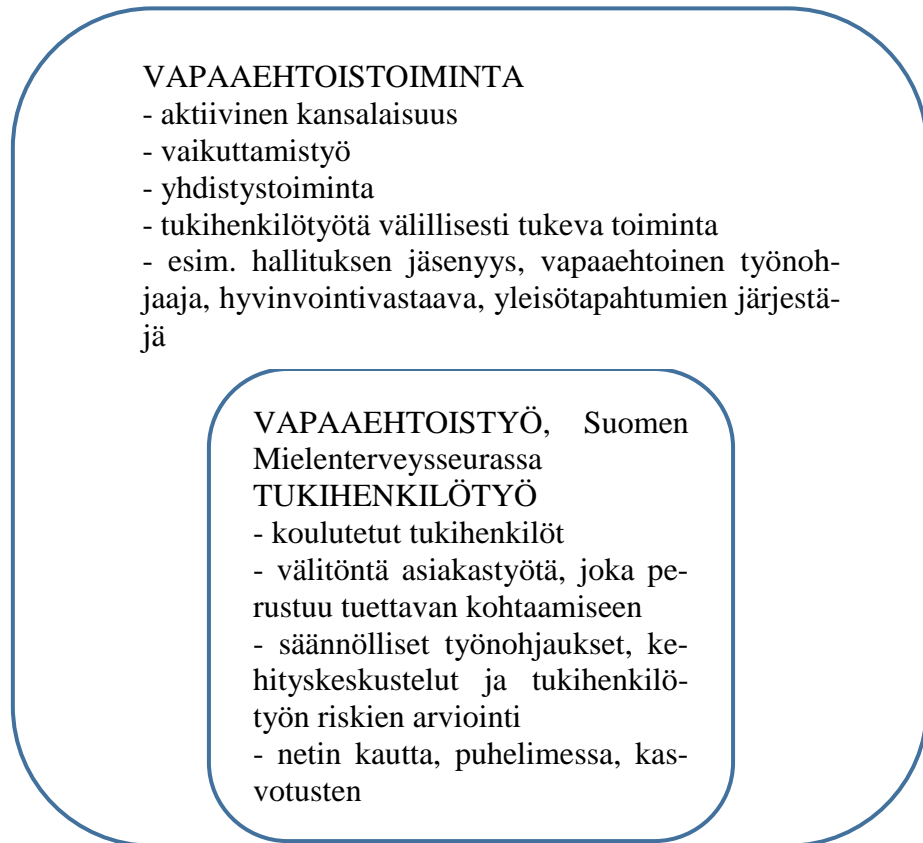 VAPAAEHTOISTOIMINTA
- aktiivinen kansalaisuus
- vaikuttamistyö
- yhdistystoiminta
- tukihenkilötyötä välillisesti tukeva toiminta
- esim. hallituksen jäsenyys, vapaaehtoinen työnoh-
jaaja, hyvinvointivastaava, yleisötapahtumien järjestä-
jä
VAPAAEHTOISTYÖ, Suomen
Mielenterveysseurassa
TUKIHENKILÖTYÖ
- koulutetut tukihenkilöt
- välitöntä asiakastyötä, joka pe-
rustuu tuettavan kohtaamiseen
- säännölliset työnohjaukset, ke-
hityskeskustelut ja tukihenkilö-
työn riskien arviointi
- netin kautta, puhelimessa, kas-
votusten